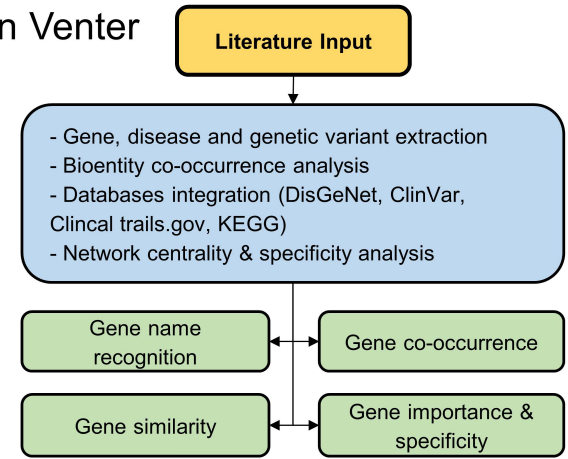 n Venter
Literature Input
- Gene, disease and genetic variant extraction
- Bioentity co-occurrence analysis
- Databases integration (DisGeNet, ClinVar,
Clincal trails.gov, KEGG)
- Network centrality & specificity analysis
Gene name
recognition
Gene co-occurrence
Gene similarity
Gene importance &
specificity